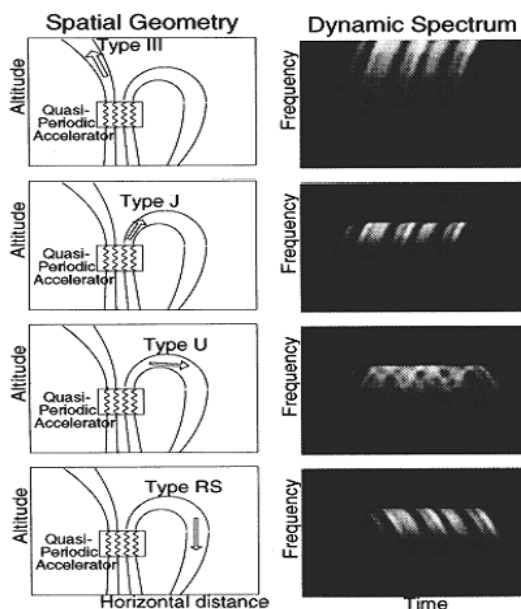 Spatial Geometry
Dynamic Spectrum
Type III
Altitude
Quasi-
Periodic
Accelerator
Frequency
Type J
Altitude
Quasi-
Periodic
Accelerator
Frequency
Type U
Altitude
Quasi-
Periodic
Accelerator
Frequency
Type RS
Altitude
Quasi-
Periodic
Accelerator
Frequency
Horizontal distance
Time